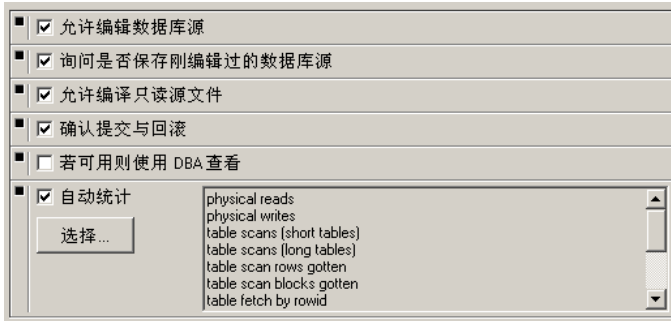 允许编辑数据库源
询问是否保存刚编辑过的数据库源
允许编译只读源文件
确认提交与回滚
若可用则使用 DBA 查看
自动统计
选择...
physical reads
physical writes
table scans (short tables)
table scans (long tables)
table scan rows gotten
table scan blocks gotten
table fetch by rowid